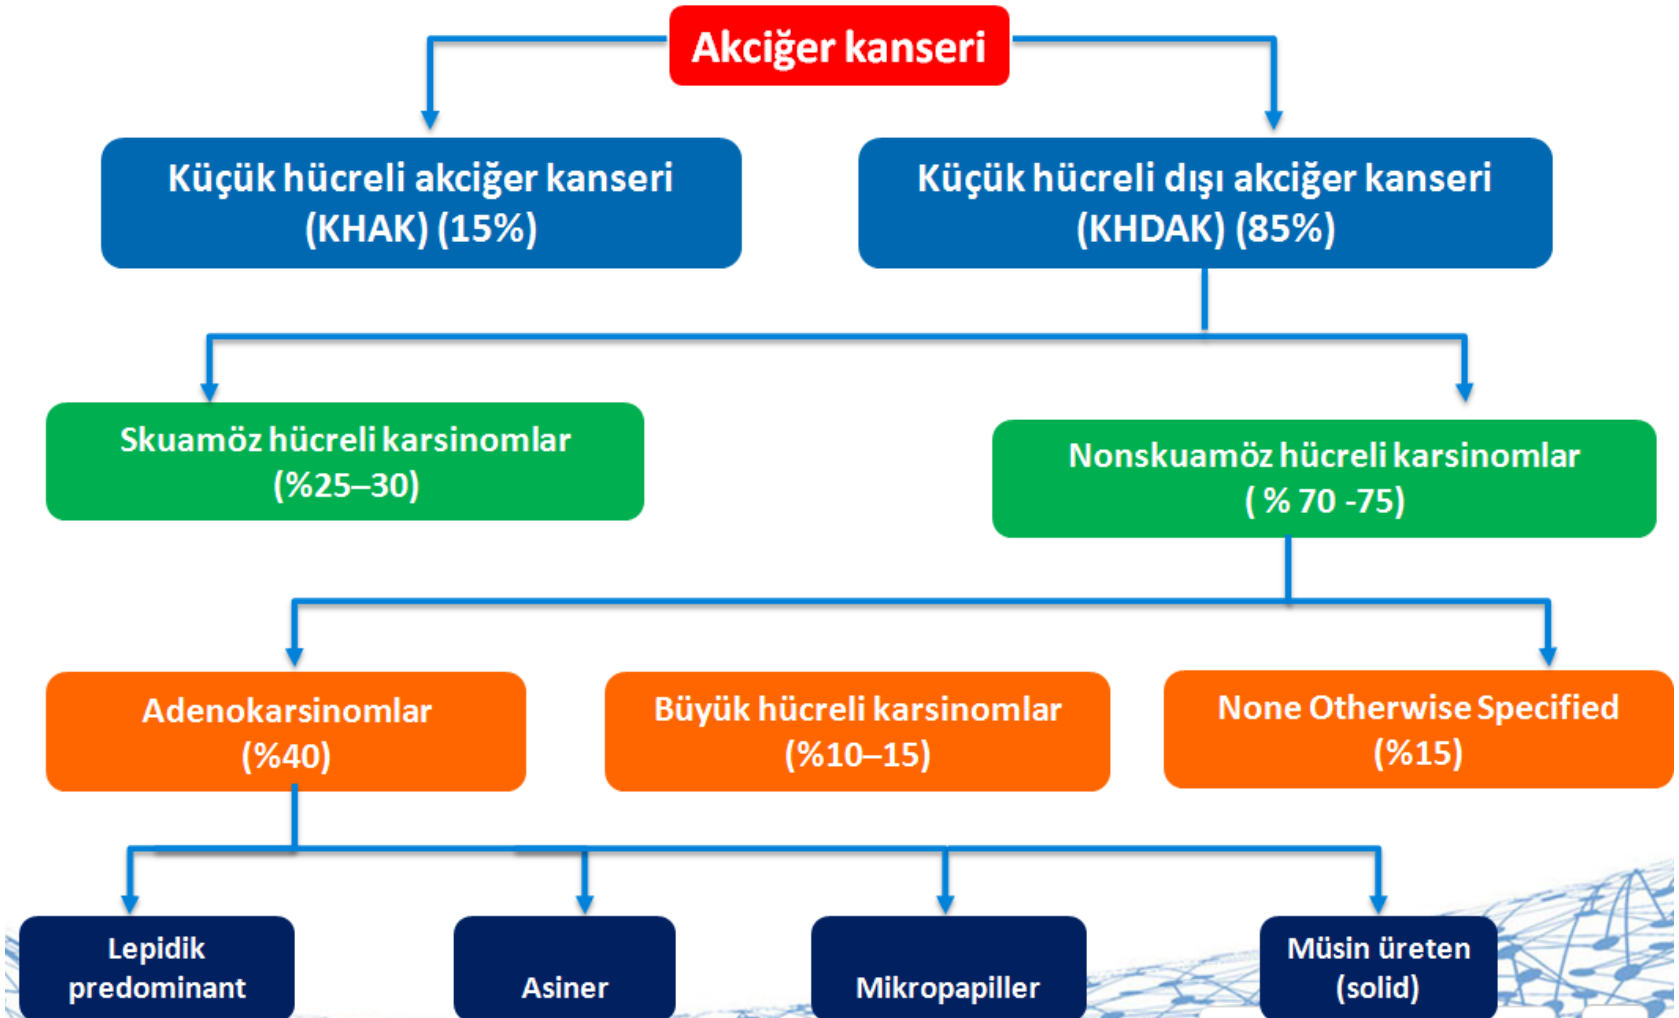 Akciğer kanseri
Küçük hücreli akciğer kanseri
(KHAK) (15%)
Küçük hücreli dışı akciğer kanseri
(KHDAK) (85%)
Skuamöz hücreli karsinomlar
(%25–30)
Nonskuamöz hücreli karsinomlar
( % 70 -75)
Adenokarsinomlar
(%40)
Büyük hücreli karsinomlar
(%10–15)
None Otherwise Specified
(%15)
Lepidik
predominant
Asiner
Mikropapiller
Müsin üreten
(solid)